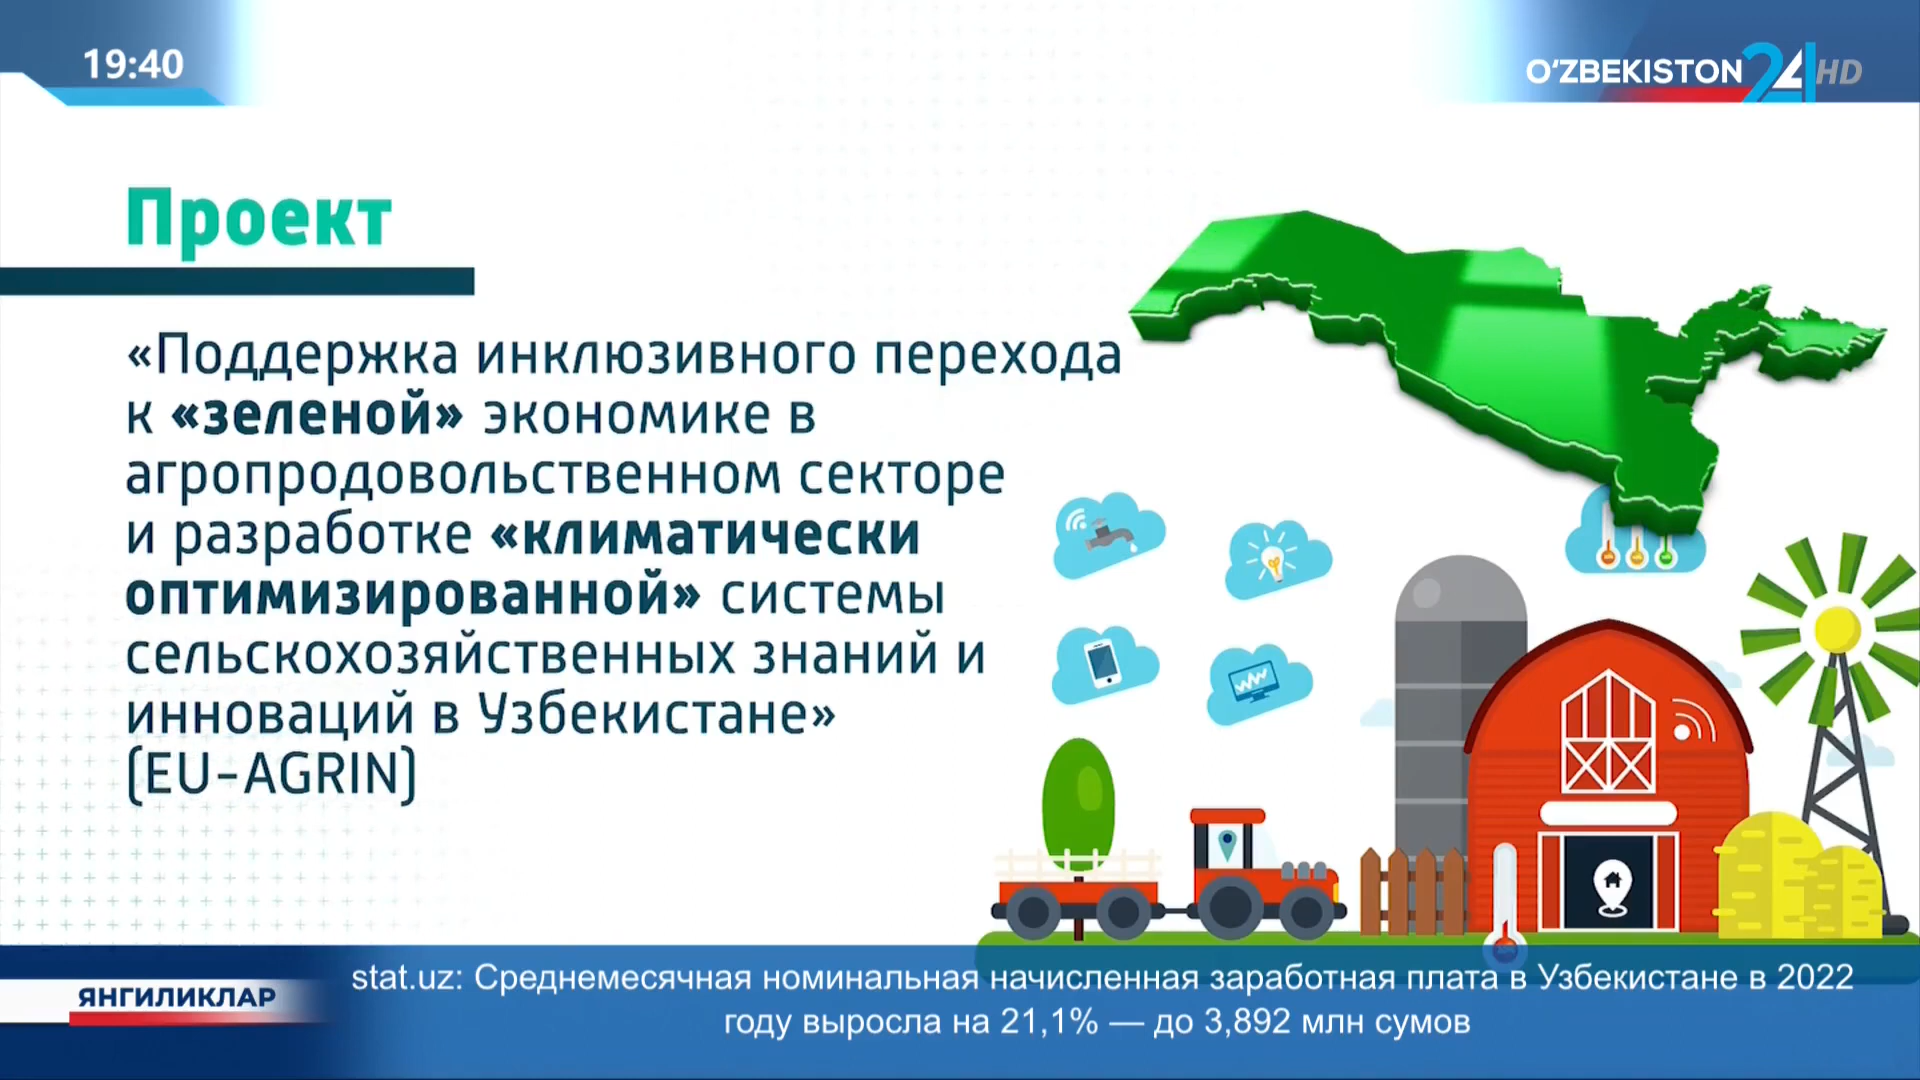 19:40
O‘ZBEKISTON 24 HD
Проект
«Поддержка инклюзивного перехода
к «зеленой» экономике в
агропродовольственном секторе
и разработке «климатически
оптимизированной» системы
сельскохозяйственных знаний и
инноваций в Узбекистане»
(EU-AGRIN)
ЯНГИЛИКЛАР
stat.uz: Среднемесячная номинальная начисленная заработная плата в Узбекистане в 2022
году выросла на 21,1% — до 3,892 млн сумов